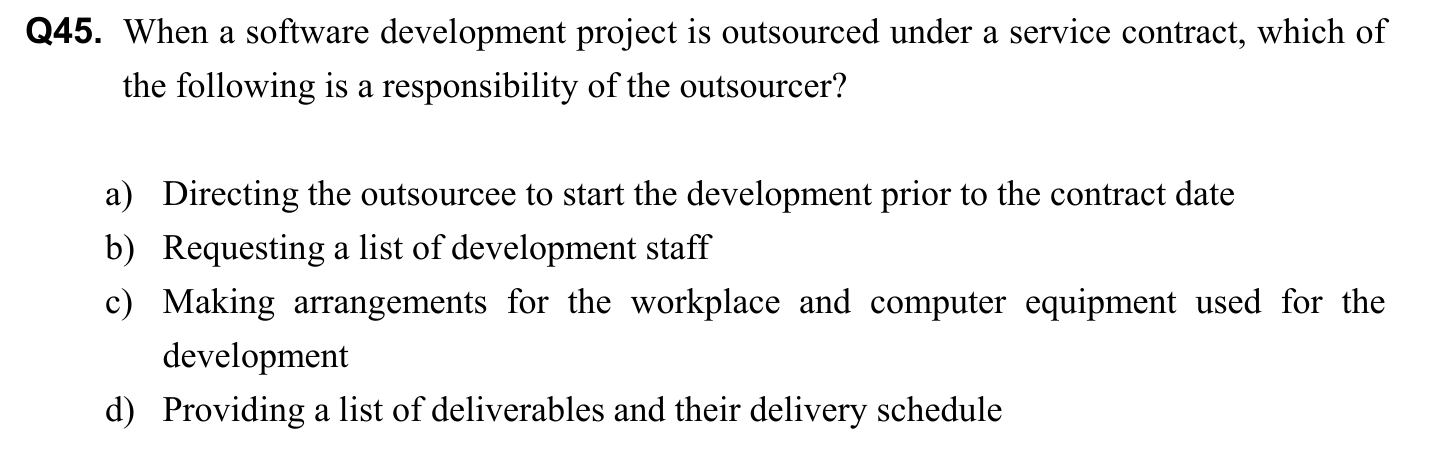 Q45. When a software development project is outsourced under a service contract, which of
the following is a responsibility of the outsourcer?
a) Directing the outsourcee to start the development prior to the contract date
b) Requesting a list of development staff
c) Making arrangements for the workplace and computer equipment used for the
development
d) Providing a list of deliverables and their delivery schedule